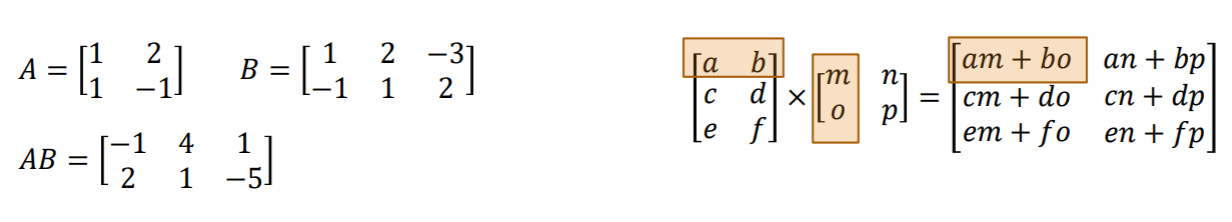 A = [1 2
1 −1]
B = [1 2 −3
−1 1 2]
AB = [−1 4 1
2 1 −5]
[a b
c d
e f] × [m n
o p] = [am + bo an + bp
cm + do cn + dp
em + fo en + fp]